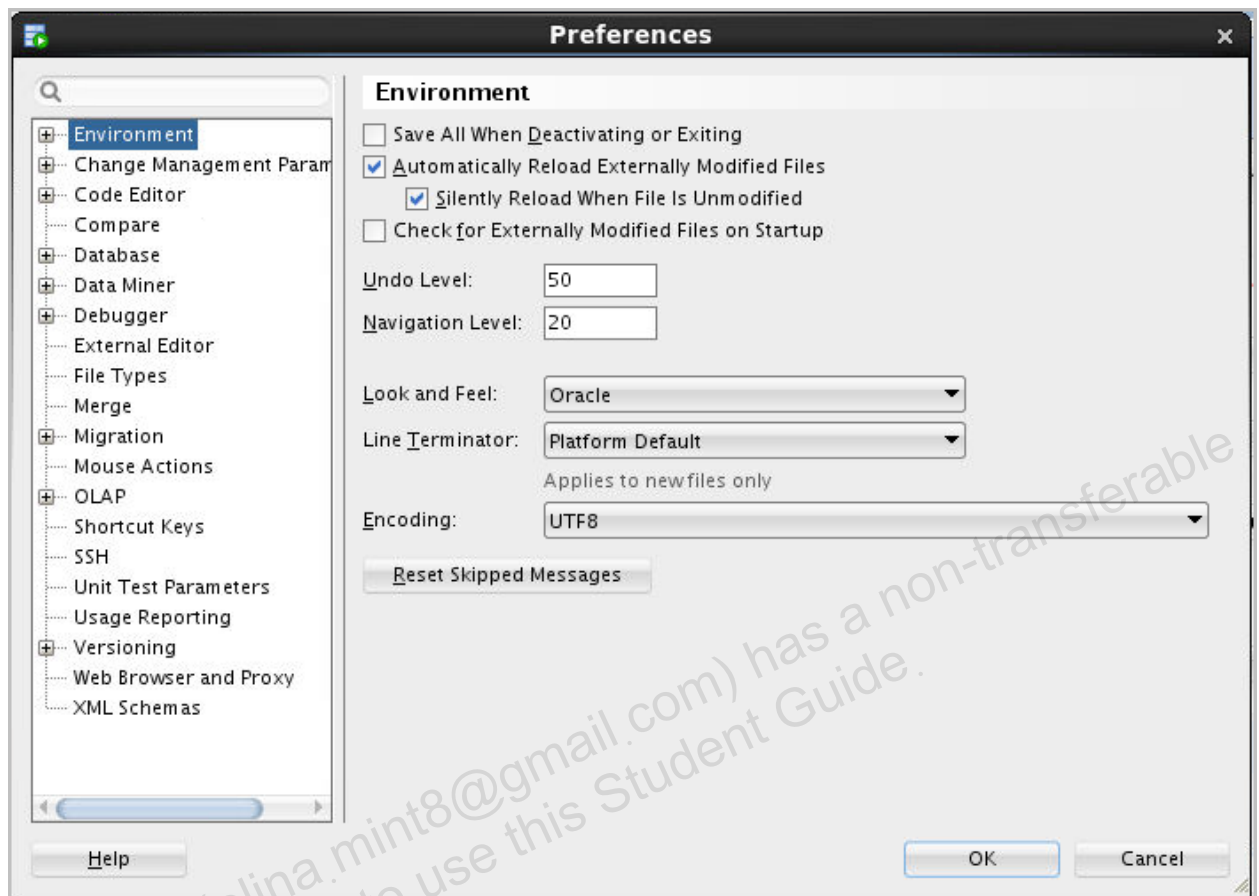 Preferences
Environment
Change Management Param
Code Editor
Compare
Database
Data Miner
Debugger
External Editor
File Types
Merge
Migration
Mouse Actions
OLAP
Shortcut Keys
SSH
Unit Test Parameters
Usage Reporting
Versioning
Web Browser and Proxy
XML Schemas
Environment
Save All When Deactivating or Exiting
Automatically Reload Externally Modified Files
Silently Reload When File Is Unmodified
Check for Externally Modified Files on Startup
Undo Level: 50
Navigation Level: 20
Look and Feel: Oracle
Line Terminator: Platform Default
Applies to new files only
Encoding: UTF8
Reset Skipped Messages
Help
OK
Cancel
mint8@gmail.com) has a non-transferable
use this Student Guide.